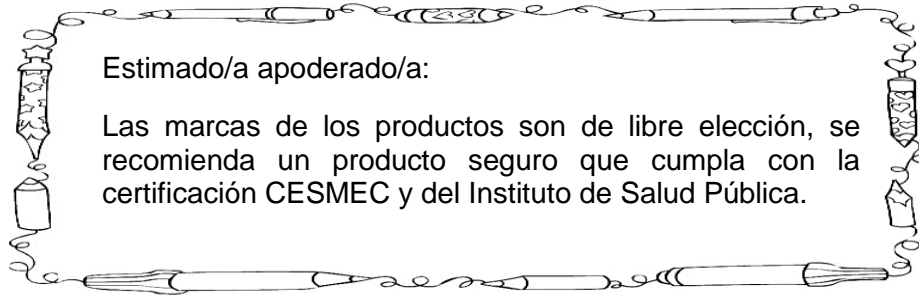 Estimado/a apoderado/a:
Las marcas de los productos son de libre elección, se
recomienda un producto seguro que cumpla con la
certificación CESMEC y del Instituto de Salud Pública.